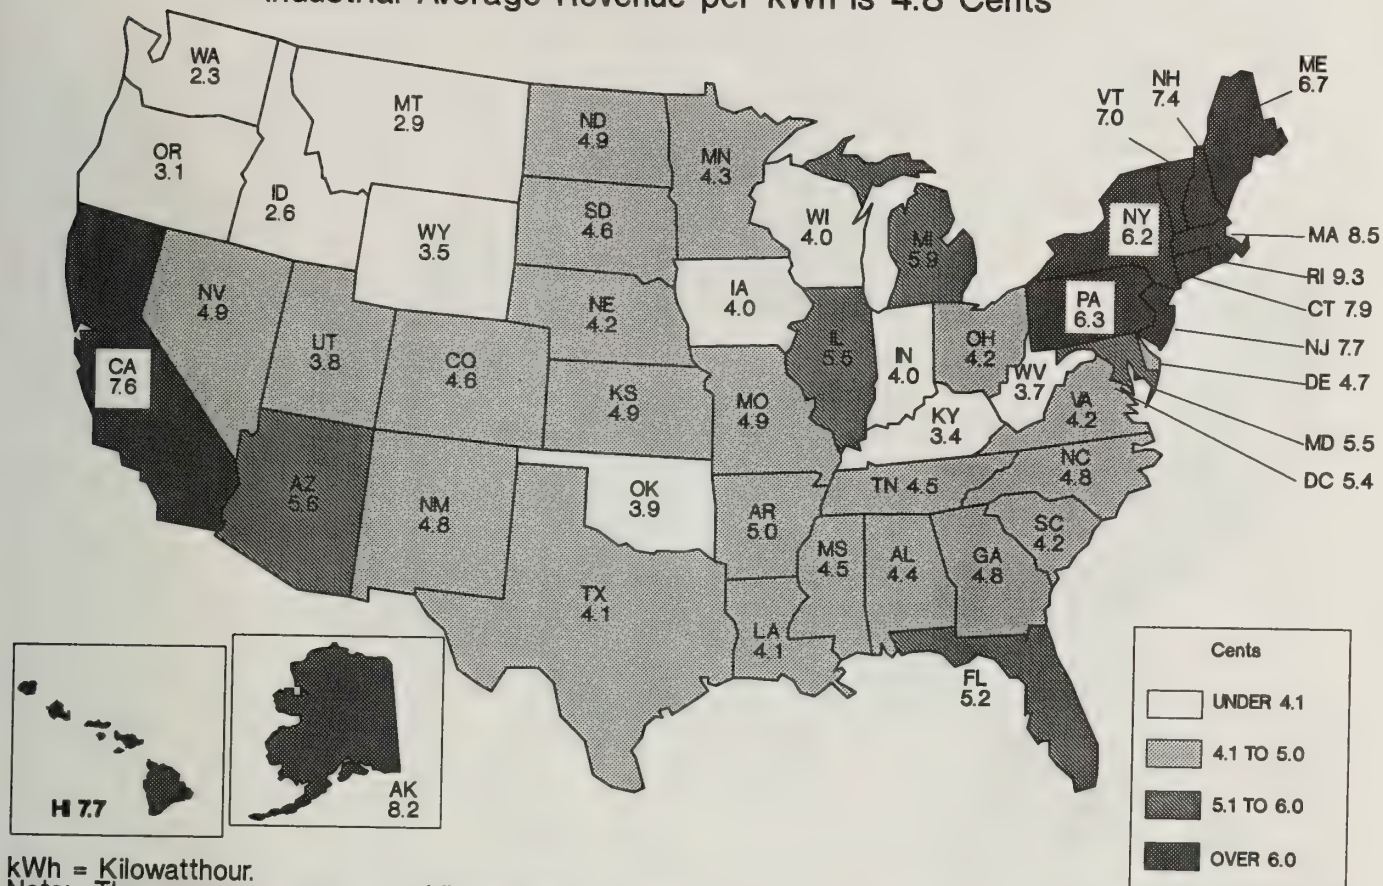 Industrial Average Revenue per kWh is 4.8 Cents
WA
2.3
MT
2.9
ND
4.9
MN
4.3
VT
7.0
NH
7.4
ME
6.7
OR
3.1
ID
2.6
WY
3.5
SD
4.6
WI
4.0
MI
5.9
NY
6.2
MA 8.5
RI 9.3
CT 7.9
NJ 7.7
DE 4.7
MD 5.5
DC 5.4
NV
4.9
UT
3.8
CO
4.6
NE
4.2
IA
4.0
IL
5.5
IN
4.0
OH
4.2
PA
6.3
WV
3.7
VA
4.2
CA
7.6
KS
4.9
MO
4.9
KY
3.4
NC
4.8
AZ
NM
4.8
OK
3.9
AR
5.0
TN 4.5
SC
4.2
TX
4.1
LA
4.1
MS
4.5
AL
4.4
GA
4.8
FL
5.2
HI 7.7
AK
8.2
Cents
UNDER 4.1
4.1 TO 5.0
5.1 TO 6.0
OVER 6.0
kWh = Kilowatthour.